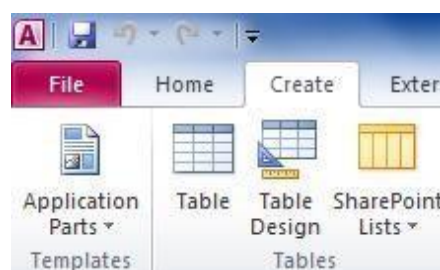 A
File Home Create Exter
Application Parts Table Table Design SharePoint Lists
Templates Tables